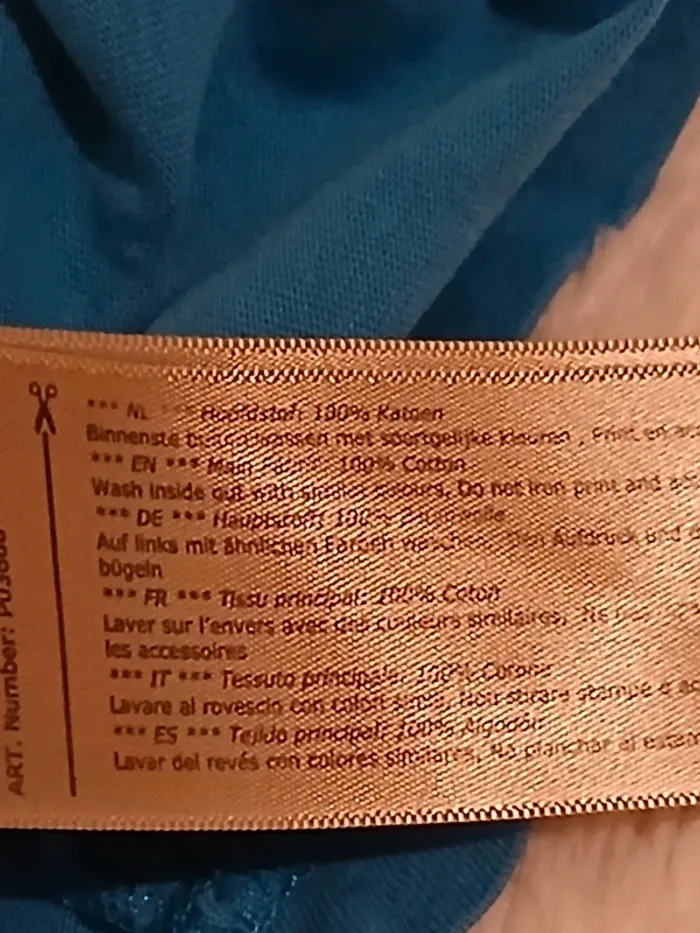 *** NL *** Hoofdstof: 100% Katoen
Binnenste buiten wassen met soortgelijke kleuren, Print en
*** EN *** Main Fabric: 100% Cotton
Wash inside out with similar colours, Do not iron print and
*** DE *** Hauptstoff: 100% Baumwolle
Auf links mit ähnlichen Farben waschen, Aufdruck und
bügeln
*** FR *** Tissu principal: 100% Coton
Laver sur l'envers avec des couleurs similaires, Ne pas
les accessoires
*** IT *** Tessuto principale: 100% Cotone
Lavare al rovescio con colori simili, Non stirare stampe
*** ES *** Tejido principal: 100% Algodón
Lavar del revés con colores similares, No planchar el
ART. Number: